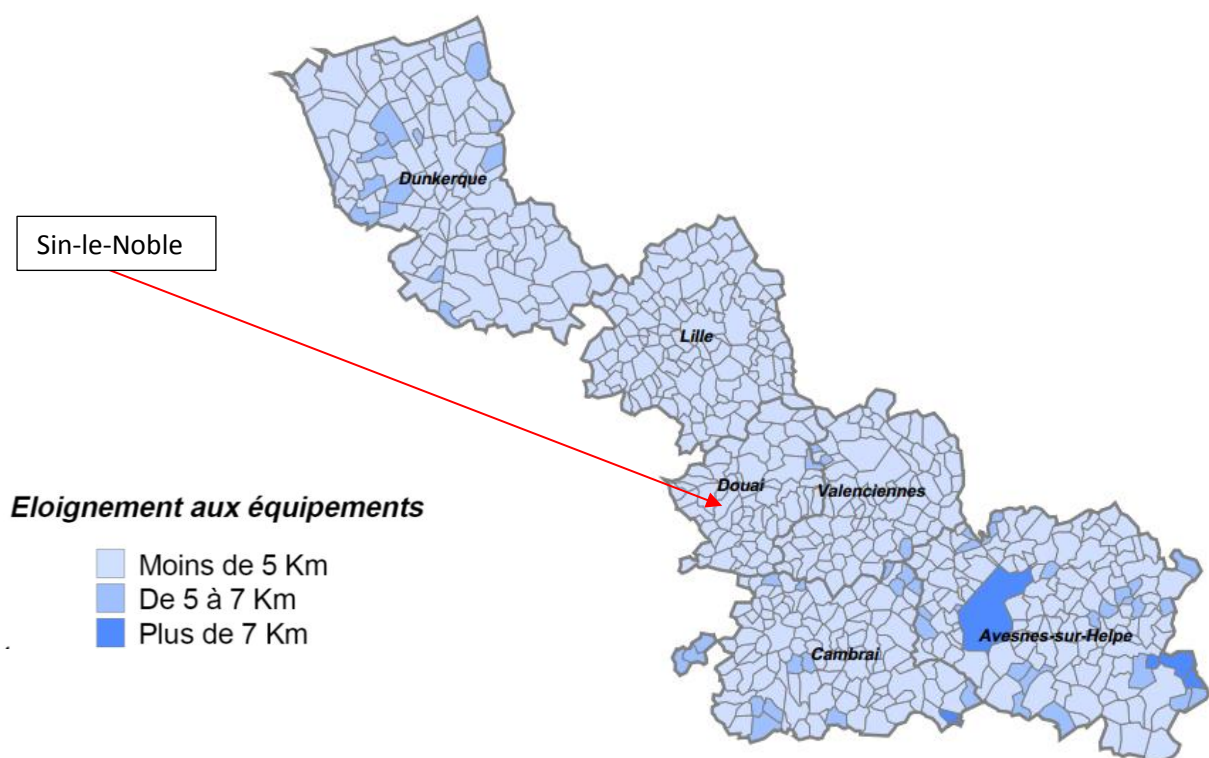 Dunkerque
Sin-le-Noble
Lille
Douai
Valenciennes
Eloignement aux équipements
Moins de 5 Km
De 5 à 7 Km
Plus de 7 Km
Avesnes-sur-Helpe
Cambrai